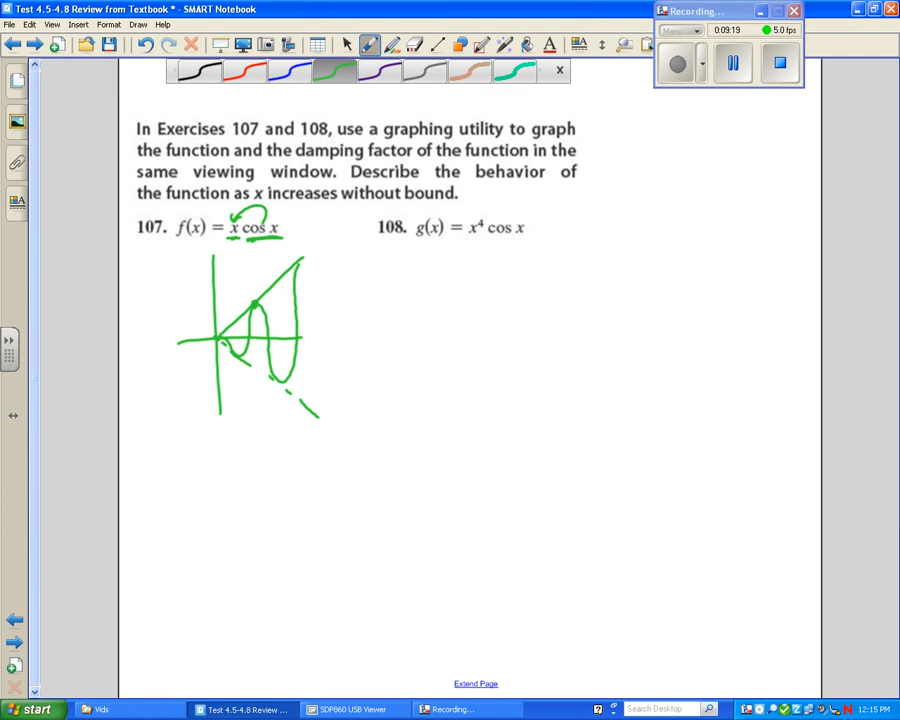 Test 4.5-4.8 Review from Textbook * - SMART Notebook
Recording...
File Edit View Insert Format Draw Help
Menu 0:09:19 5.0 fps
x
In Exercises 107 and 108, use a graphing utility to graph
the function and the damping factor of the function in the
same viewing window. Describe the behavior of
the function as x increases without bound.
107. f(x) = x cos x 108. g(x) = x⁴ cos x
Extend Page
start Vids Test 4.5-4.8 Review ... SDP860 USB Viewer Recording... Search Desktop 12:15 PM